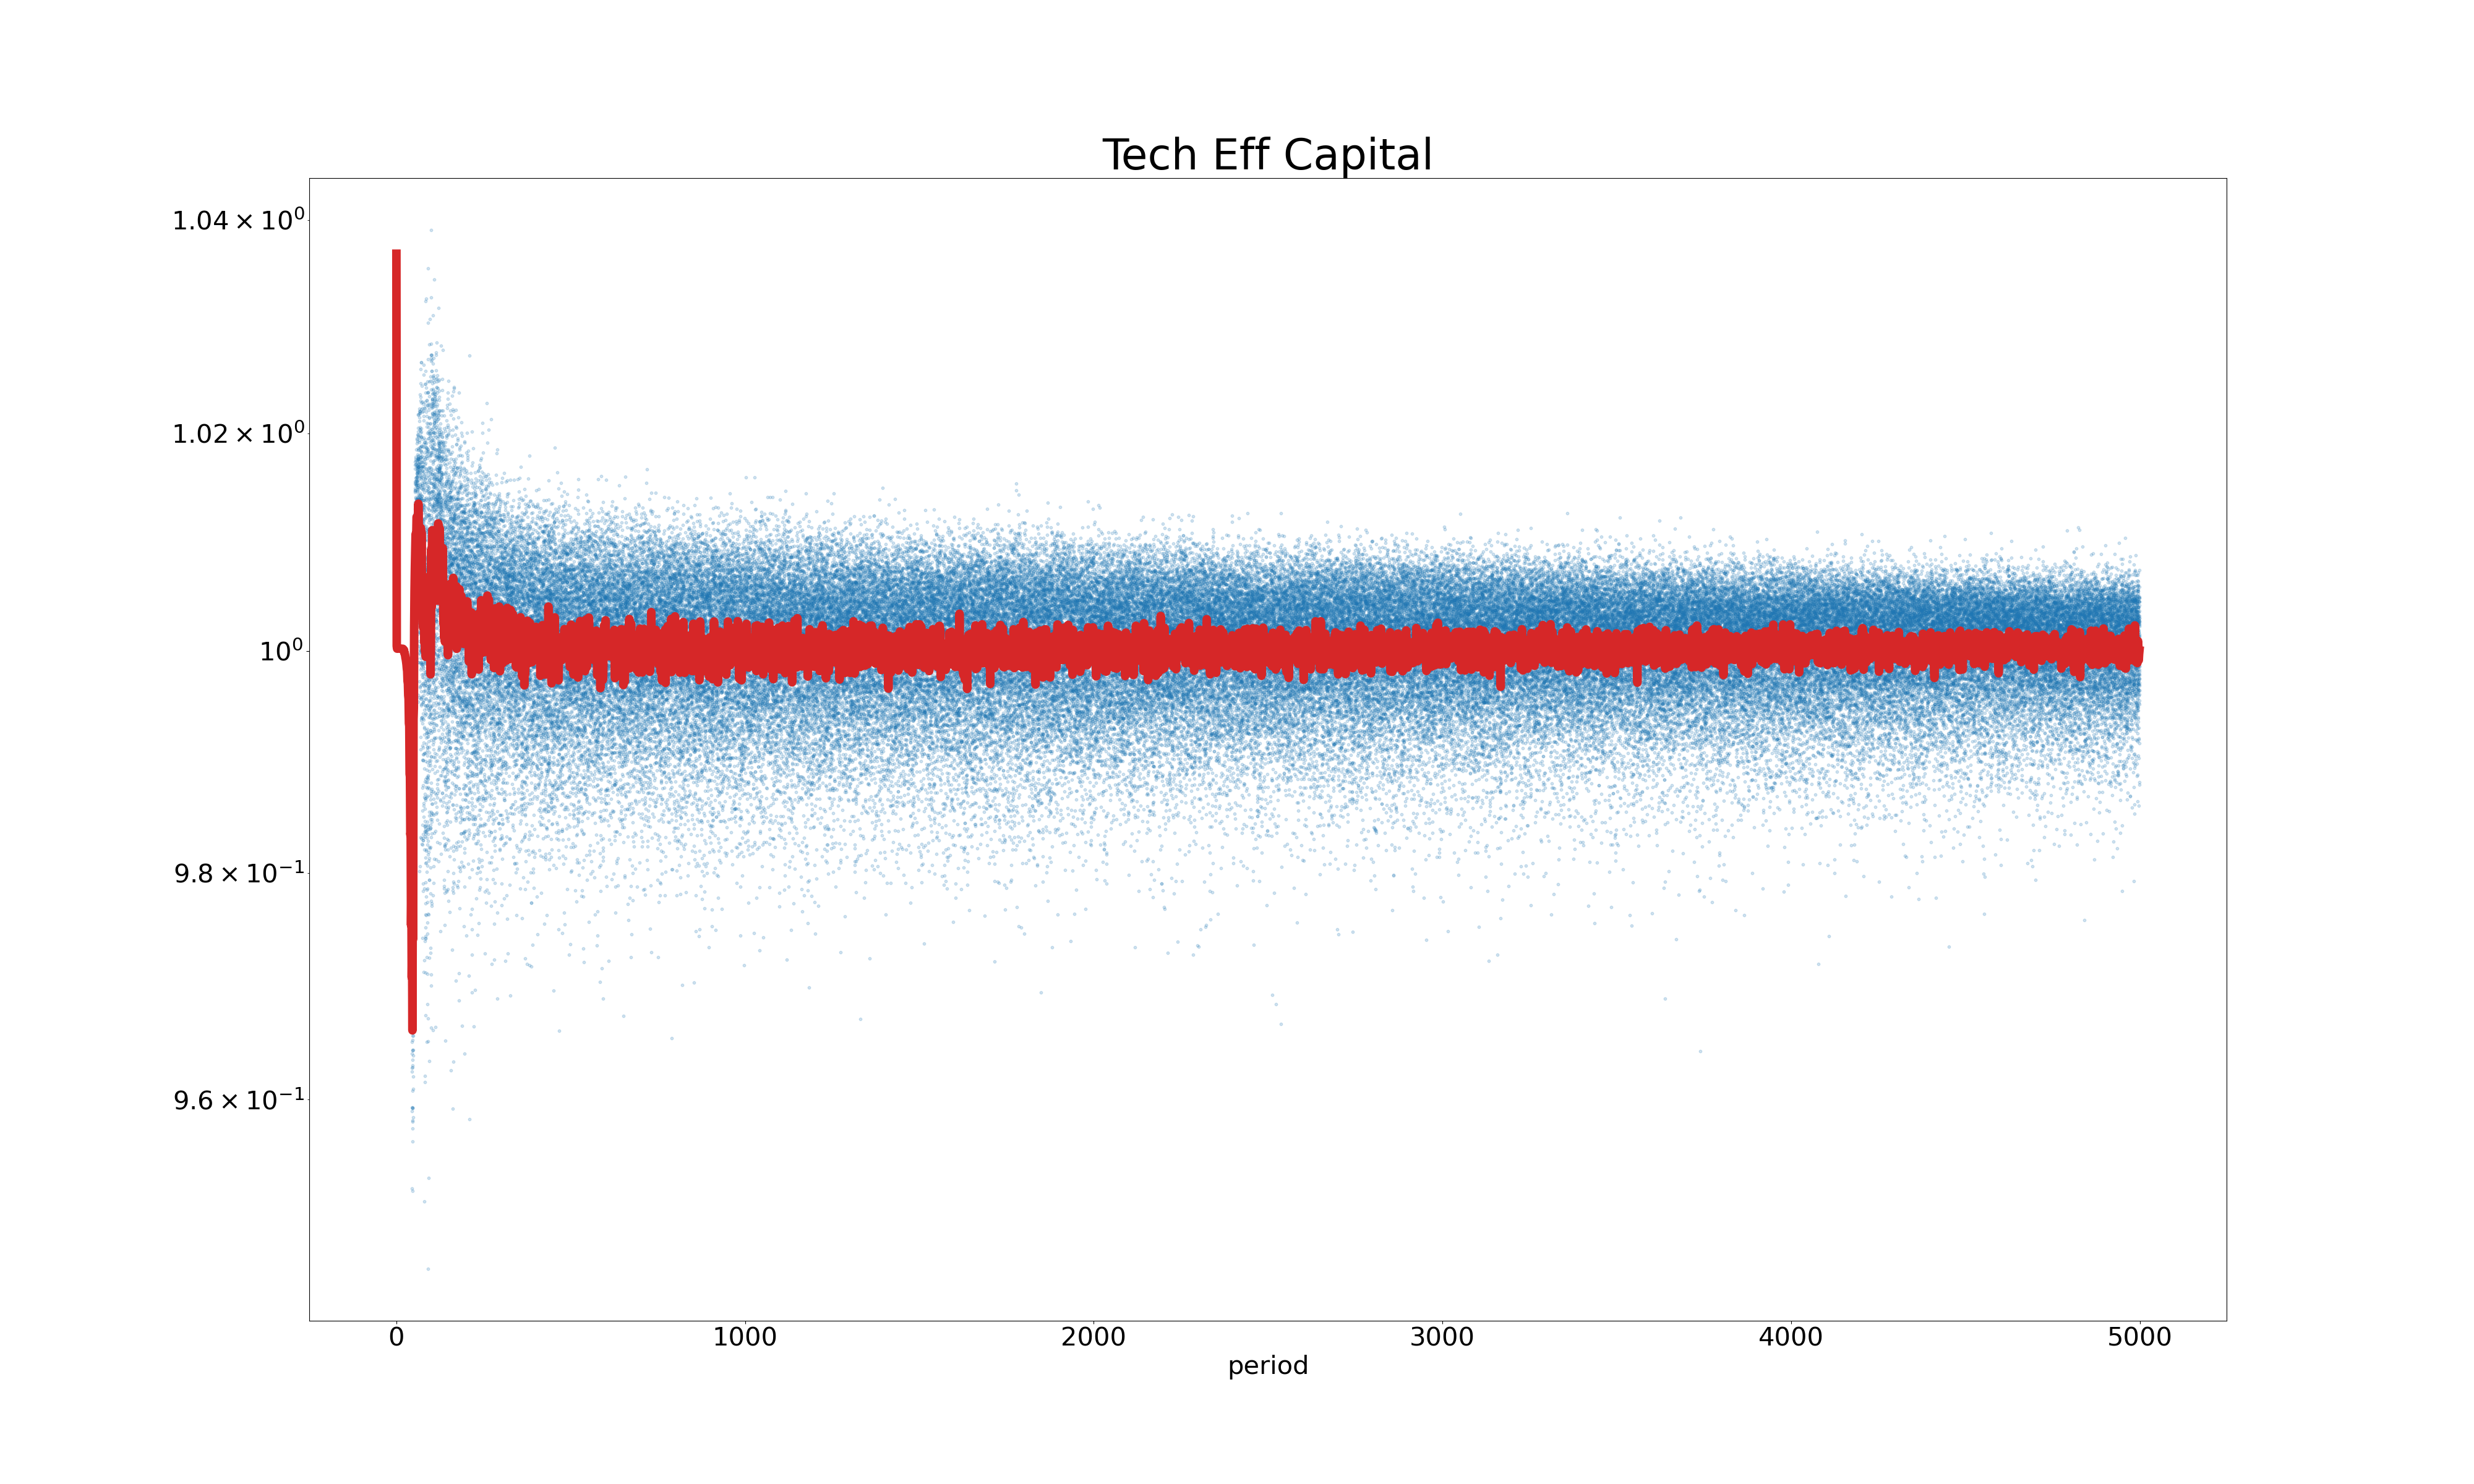 Tech Eff Capital
1.04 × 10⁰
1.02 × 10⁰
10⁰
9.8 × 10⁻¹
9.6 × 10⁻¹
0 1000 2000 3000 4000 5000
period